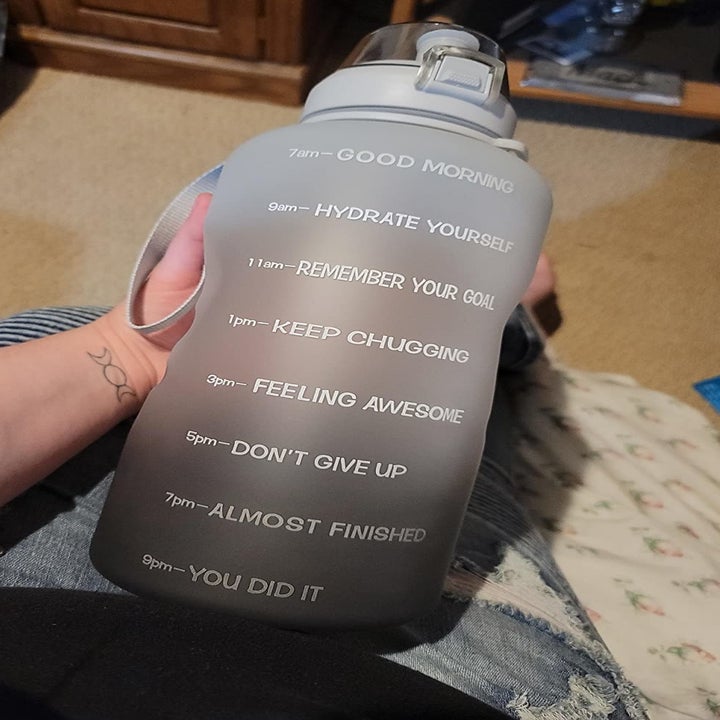 7am—GOOD MORNING
9am— HYDRATE YOURSELF
11am—REMEMBER YOUR GOAL
1pm—KEEP CHUGGING
3pm— FEELING AWESOME
5pm—DON'T GIVE UP
7pm—ALMOST FINISHED
9pm—YOU DID IT